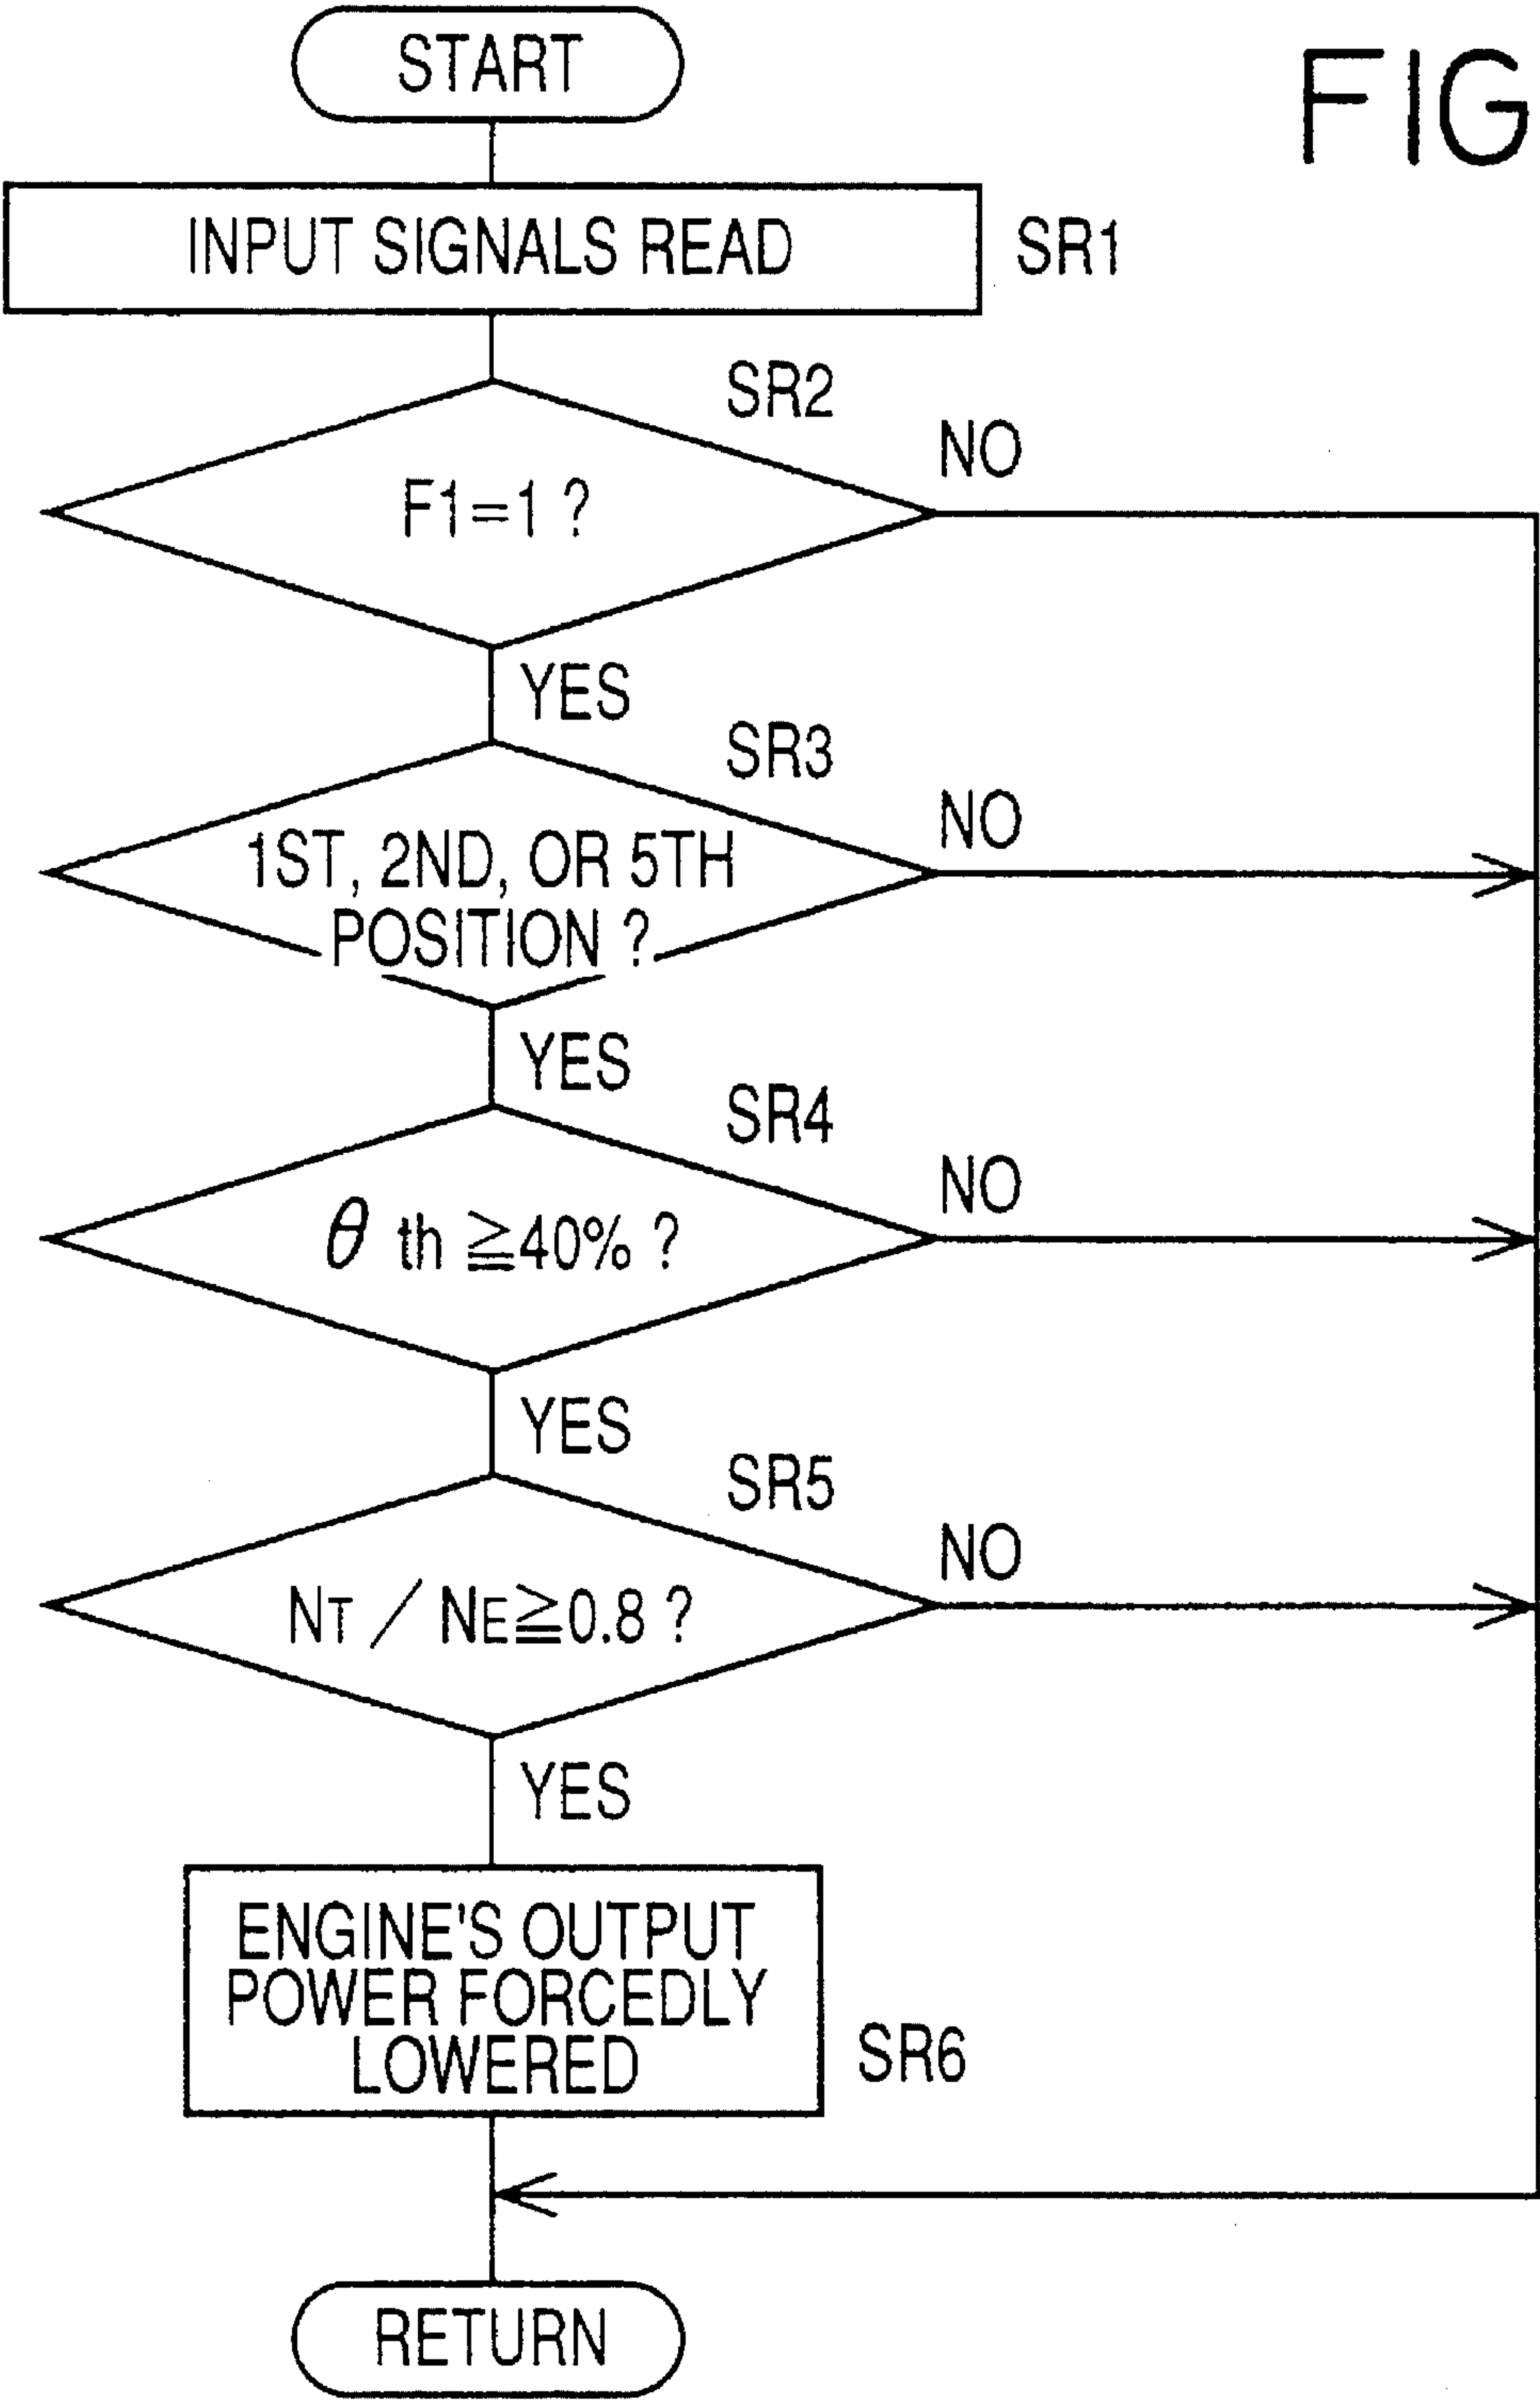 START
FIG
INPUT SIGNALS READ
SR1
SR2
NO
F1=1 ?
YES
SR3
NO
1ST, 2ND, OR 5TH
POSITION ?
YES
SR4
NO
θ th ≧40% ?
YES
SR5
NO
NT / NE≧0.8 ?
YES
ENGINE'S OUTPUT
POWER FORCEDLY
LOWERED
SR6
RETURN